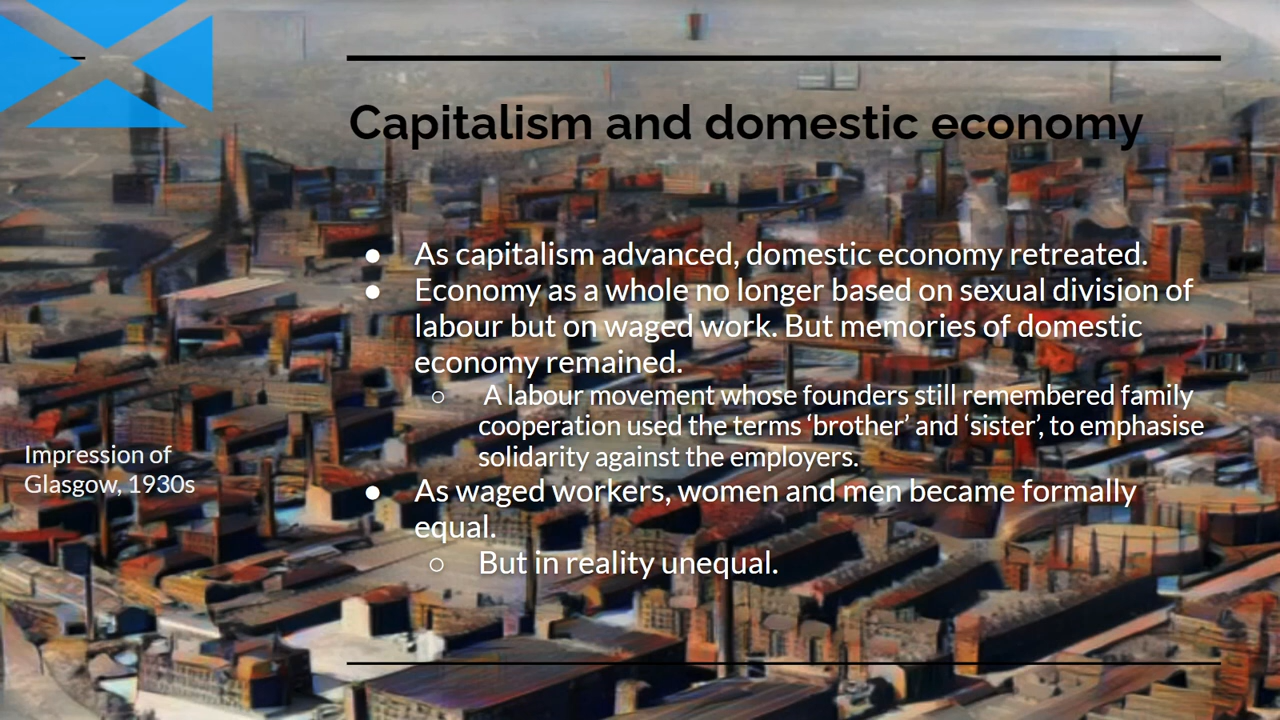 Capitalism and domestic economy
● As capitalism advanced, domestic economy retreated.
● Economy as a whole no longer based on sexual division of
labour but on waged work. But memories of domestic
economy remained.
○ A labour movement whose founders still remembered family
cooperation used the terms ‘brother’ and ‘sister’, to emphasise
solidarity against the employers.
● As waged workers, women and men became formally
equal.
○ But in reality unequal.
Impression of
Glasgow, 1930s